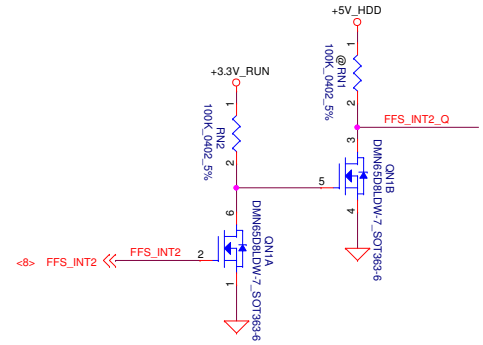 +5V_HDD
1
@RN1
100K_0402_5%
2
+3.3V_RUN
1
RN2
100K_0402_5%
2
FFS_INT2_Q
3
5
QN1B
DMN65D8LDW-7_SOT363-6
4
6
QN1A
DMN65D8LDW-7_SOT363-6
<8> FFS_INT2
FFS_INT2
2
1